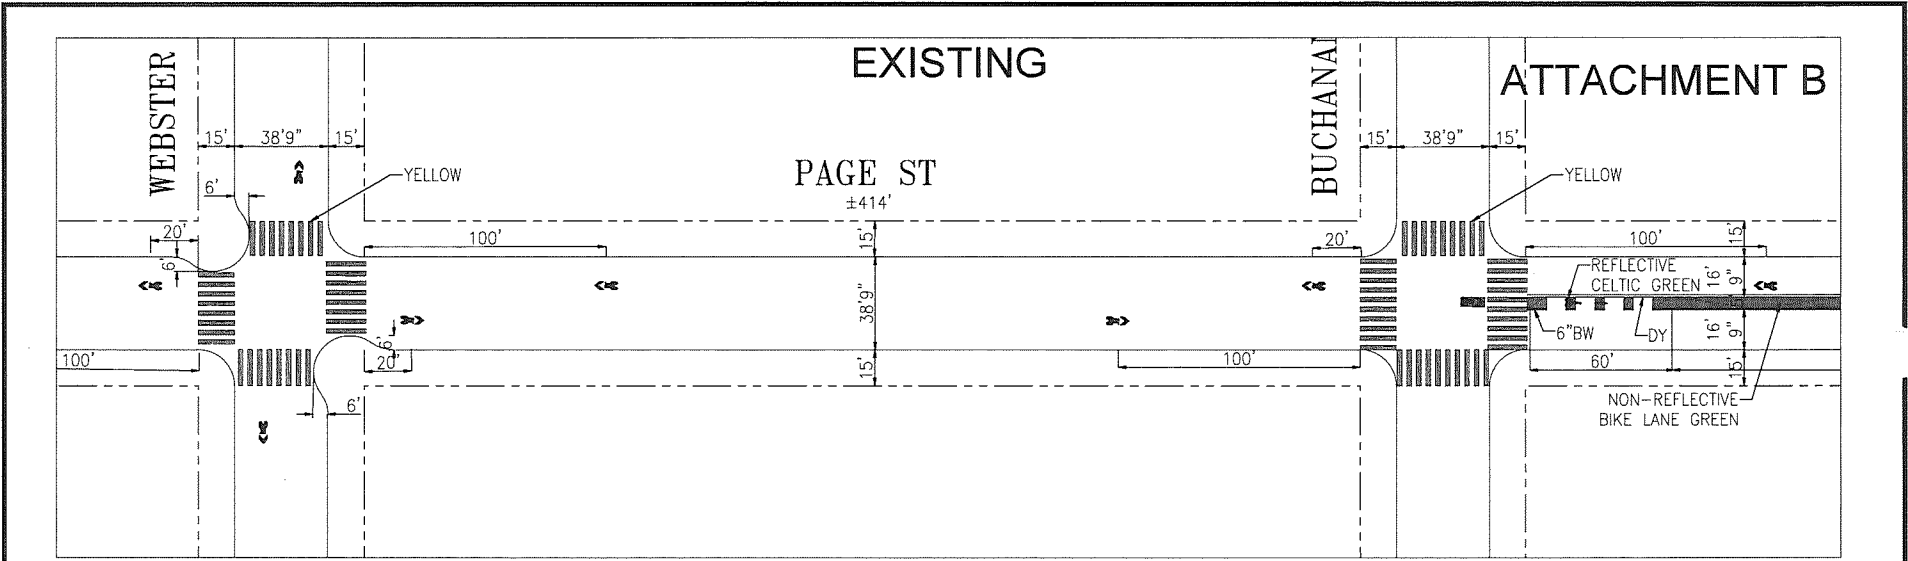 EXISTING
ATTACHMENT B
WEBSTER
BUCHANAN
PAGE ST
±414'
15'
38'9"
15'
15'
38'9"
15'
YELLOW
YELLOW
6'
20'
6'
100'
15'
20'
100'
15'
REFLECTIVE
CELTIC GREEN
16'
9"
38'9"
6"BW
DY
16'
9"
6'
100'
20'
15'
100'
60'
15'
6'
NON-REFLECTIVE
BIKE LANE GREEN